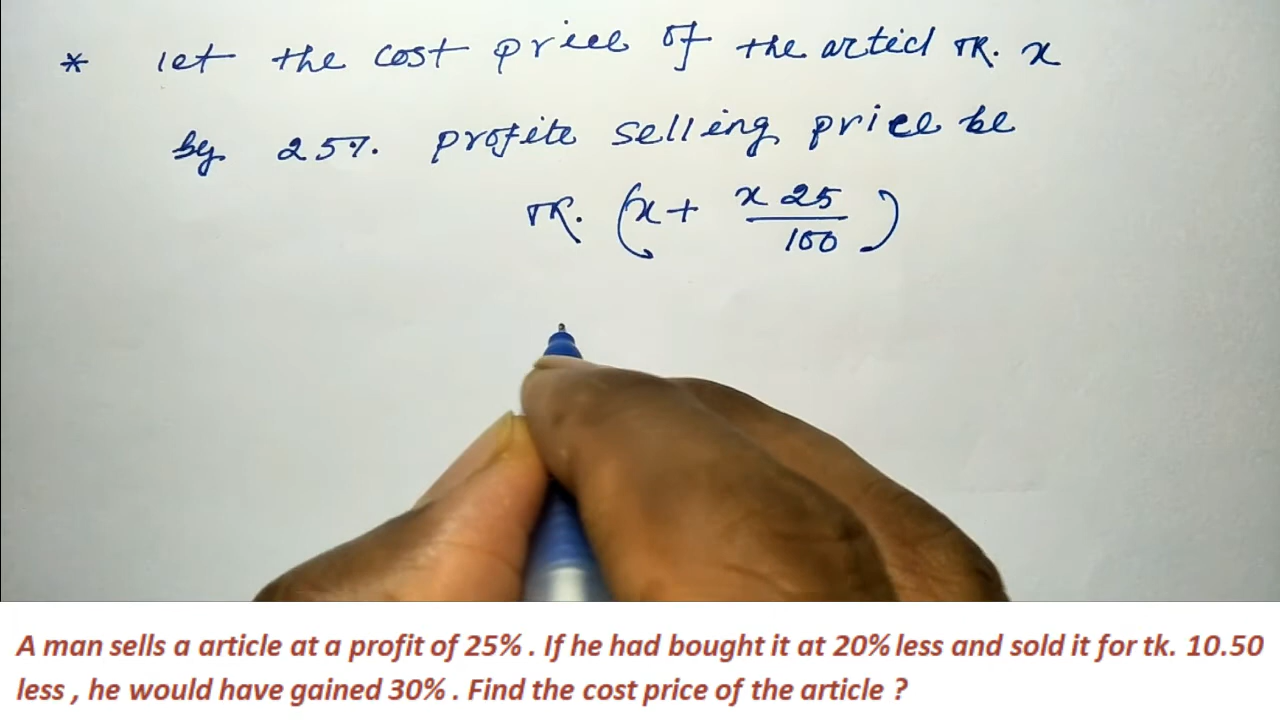 * let the cost price of the articl TK. x
by 25%. profite selling price be
TK. (x + x 25 / 100)
A man sells a article at a profit of 25% . If he had bought it at 20% less and sold it for tk. 10.50
less , he would have gained 30% . Find the cost price of the article ?